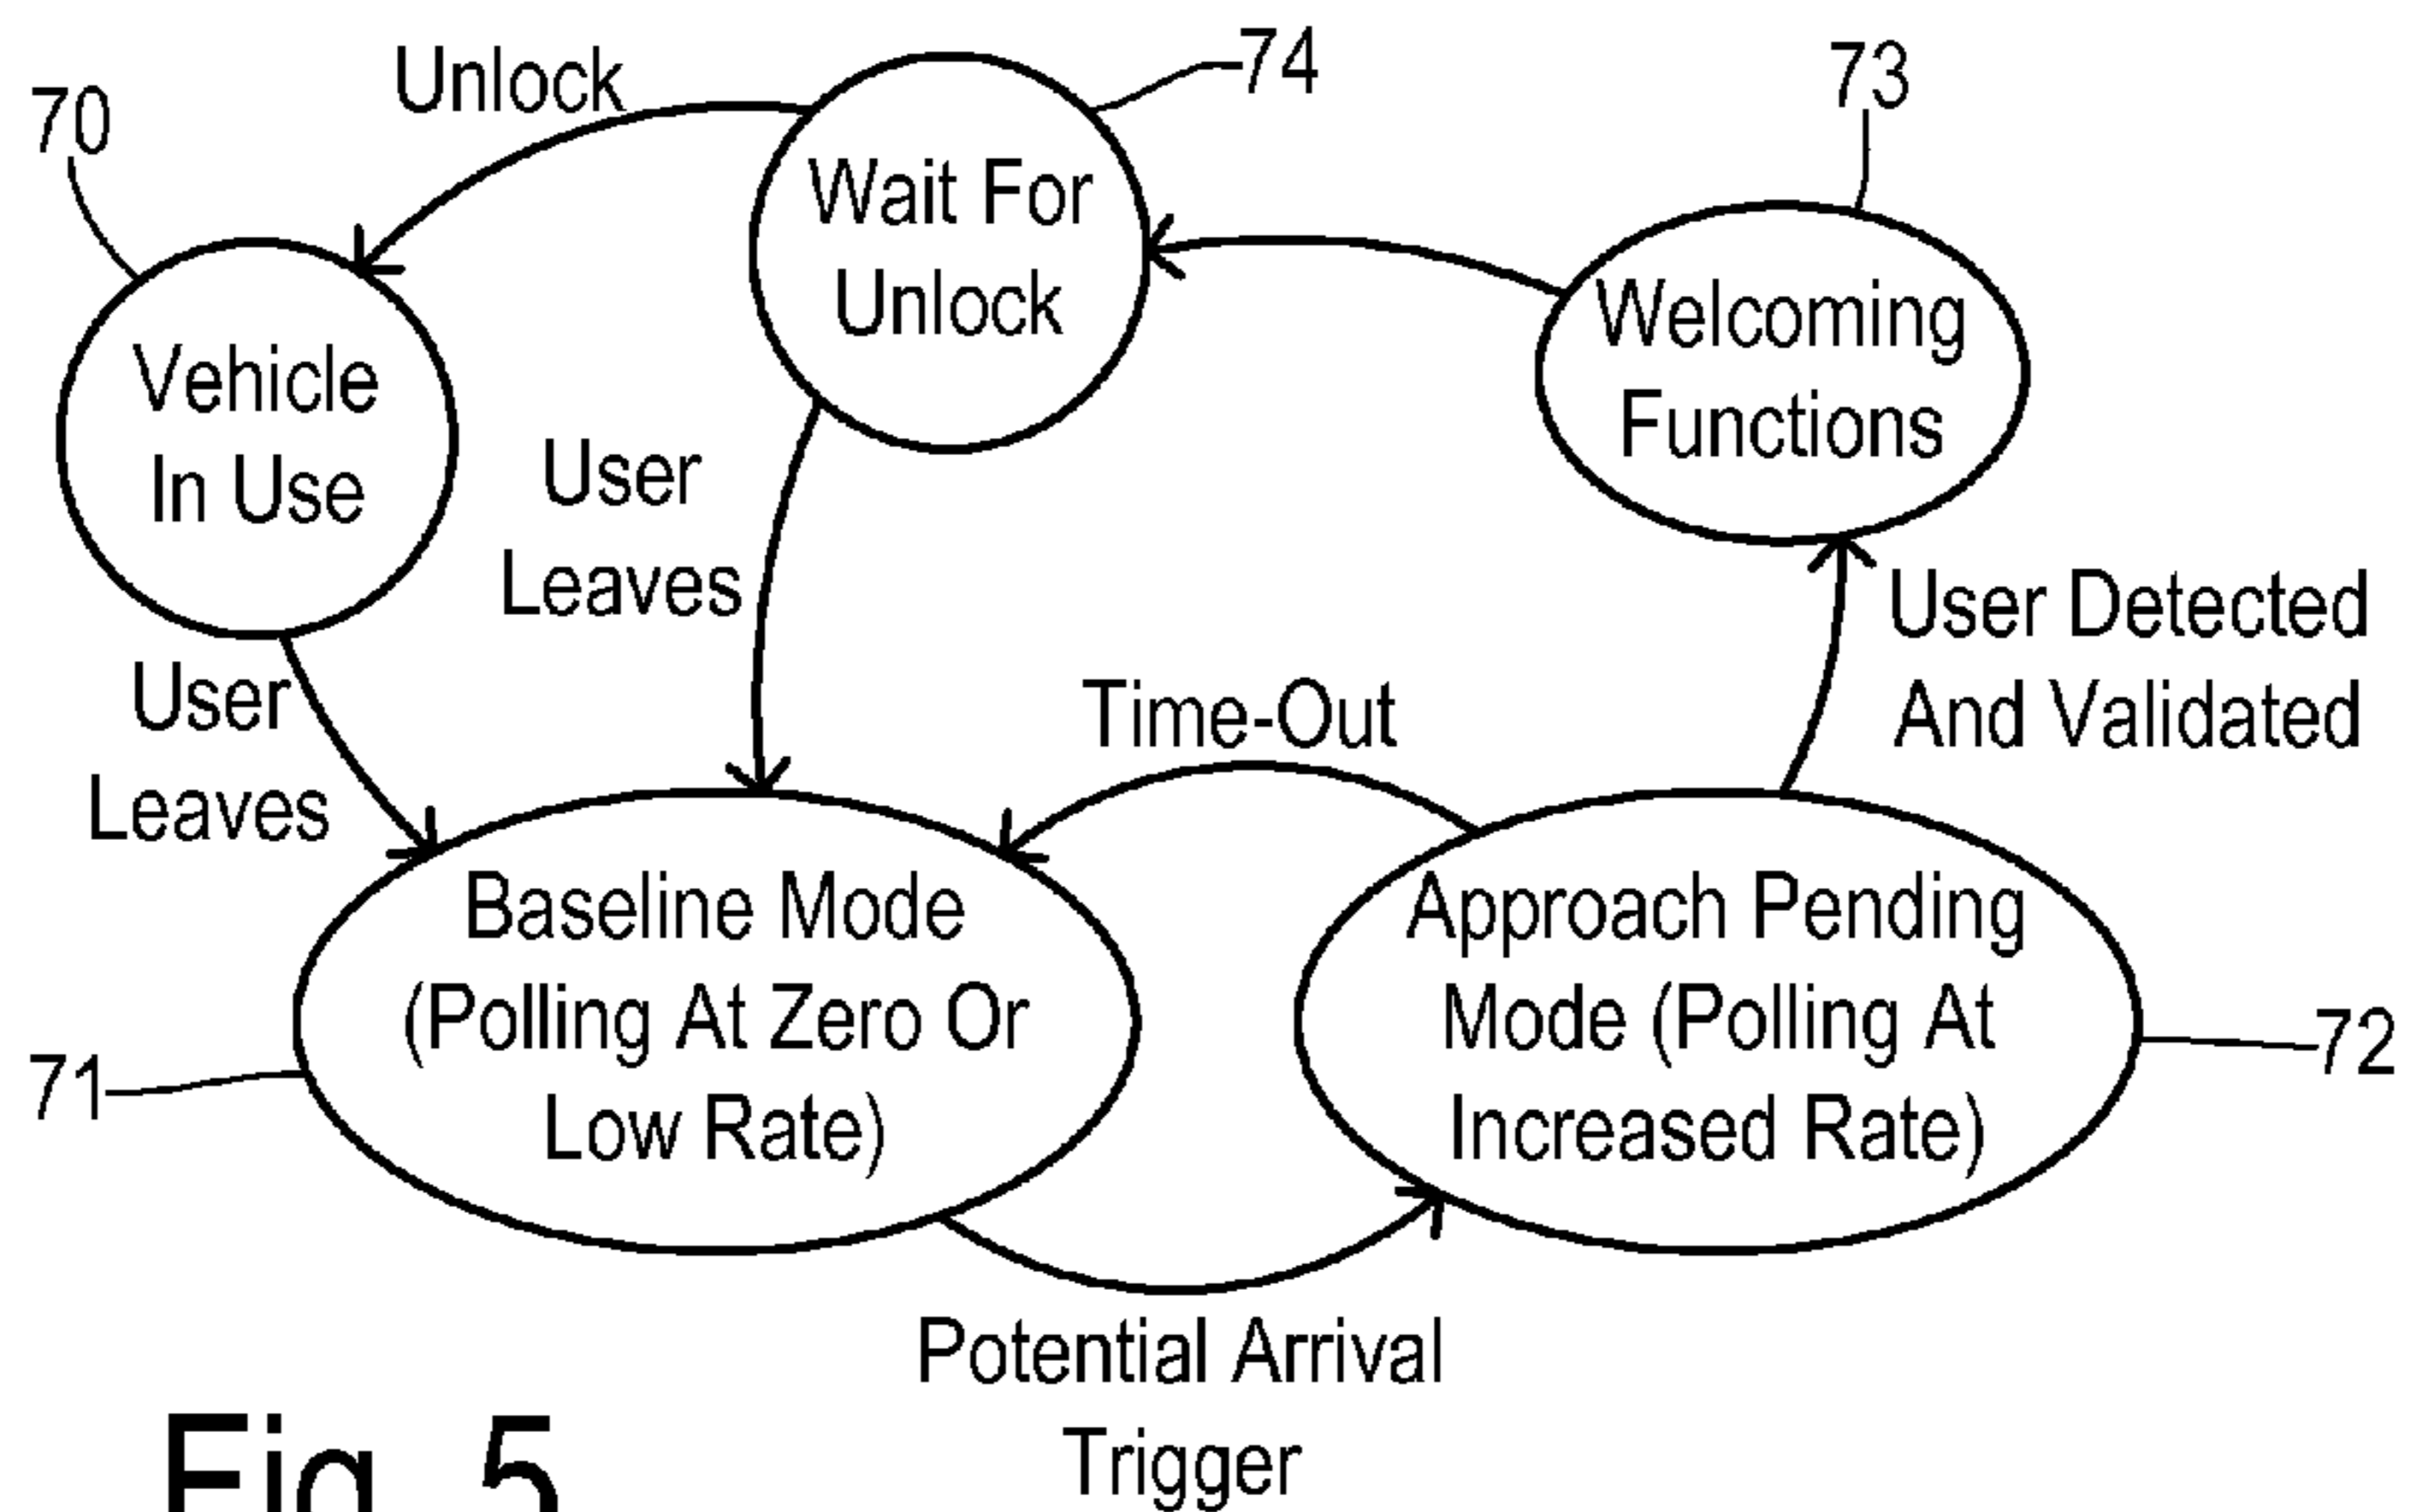 Unlock
74
73
70
Wait For
Unlock
Welcoming
Functions
Vehicle
In Use
User
Leaves
User Detected
And Validated
User
Leaves
Time-Out
Baseline Mode
(Polling At Zero Or
Low Rate)
Approach Pending
Mode (Polling At
Increased Rate)
71
72
Potential Arrival
Trigger
Fig. 5